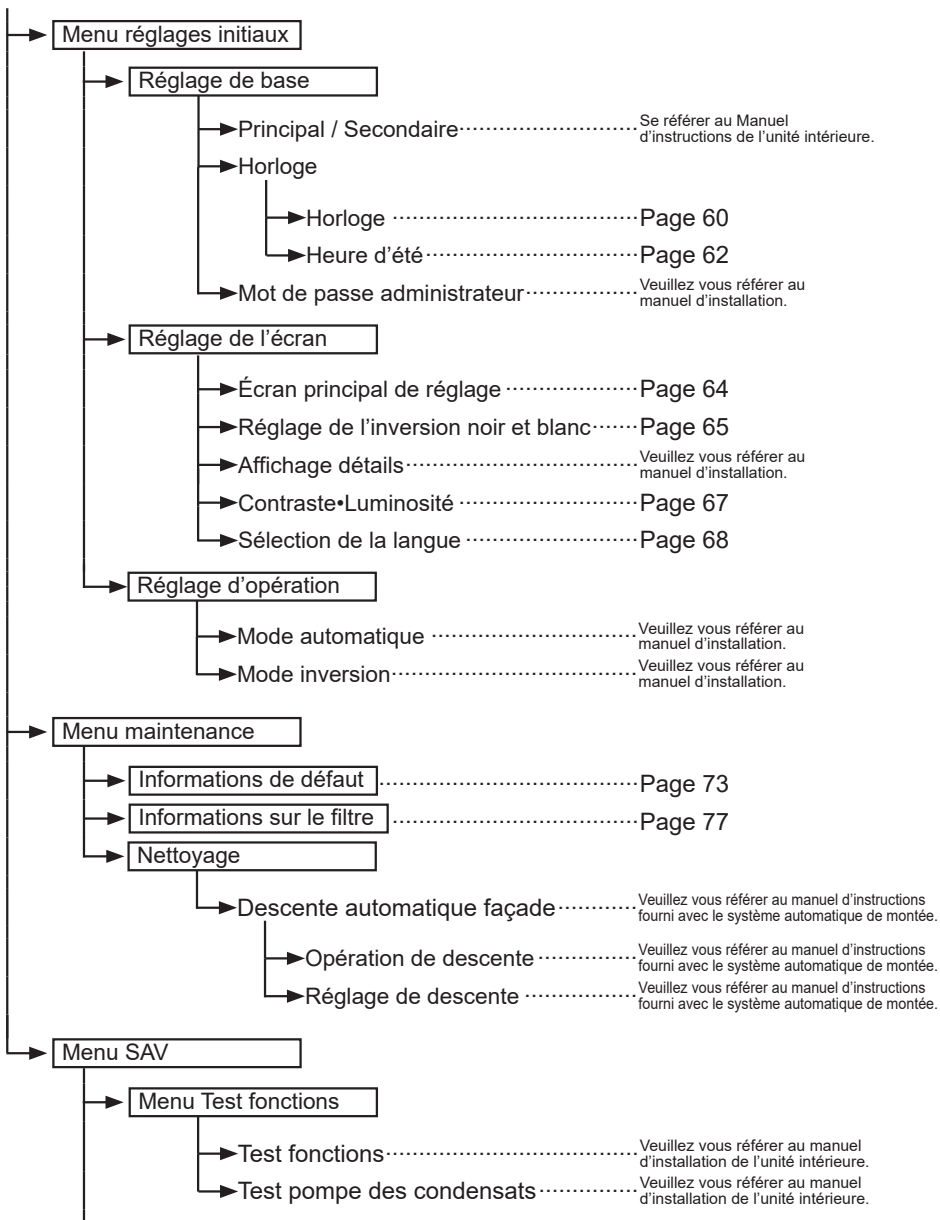 Menu réglages initiaux
Réglage de base
Principal / Secondaire
Se référer au Manuel
d'instructions de l'unité intérieure.
Horloge
Horloge
Page 60
Heure d'été
Page 62
Mot de passe administrateur
Veuillez vous référer au
manuel d'installation.
Réglage de l'écran
Écran principal de réglage
Page 64
Réglage de l'inversion noir et blanc
Page 65
Affichage détails
Veuillez vous référer au
manuel d'installation.
Contraste•Luminosité
Page 67
Sélection de la langue
Page 68
Réglage d'opération
Mode automatique
Veuillez vous référer au
manuel d'installation.
Mode inversion
Veuillez vous référer au
manuel d'installation.
Menu maintenance
Informations de défaut
Page 73
Informations sur le filtre
Page 77
Nettoyage
Descente automatique façade
Veuillez vous référer au manuel d'instructions
fourni avec le système automatique de montée.
Opération de descente
Veuillez vous référer au manuel d'instructions
fourni avec le système automatique de montée.
Réglage de descente
Veuillez vous référer au manuel d'instructions
fourni avec le système automatique de montée.
Menu SAV
Menu Test fonctions
Test fonctions
Veuillez vous référer au manuel
d'installation de l'unité intérieure.
Test pompe des condensats
Veuillez vous référer au manuel
d'installation de l'unité intérieure.